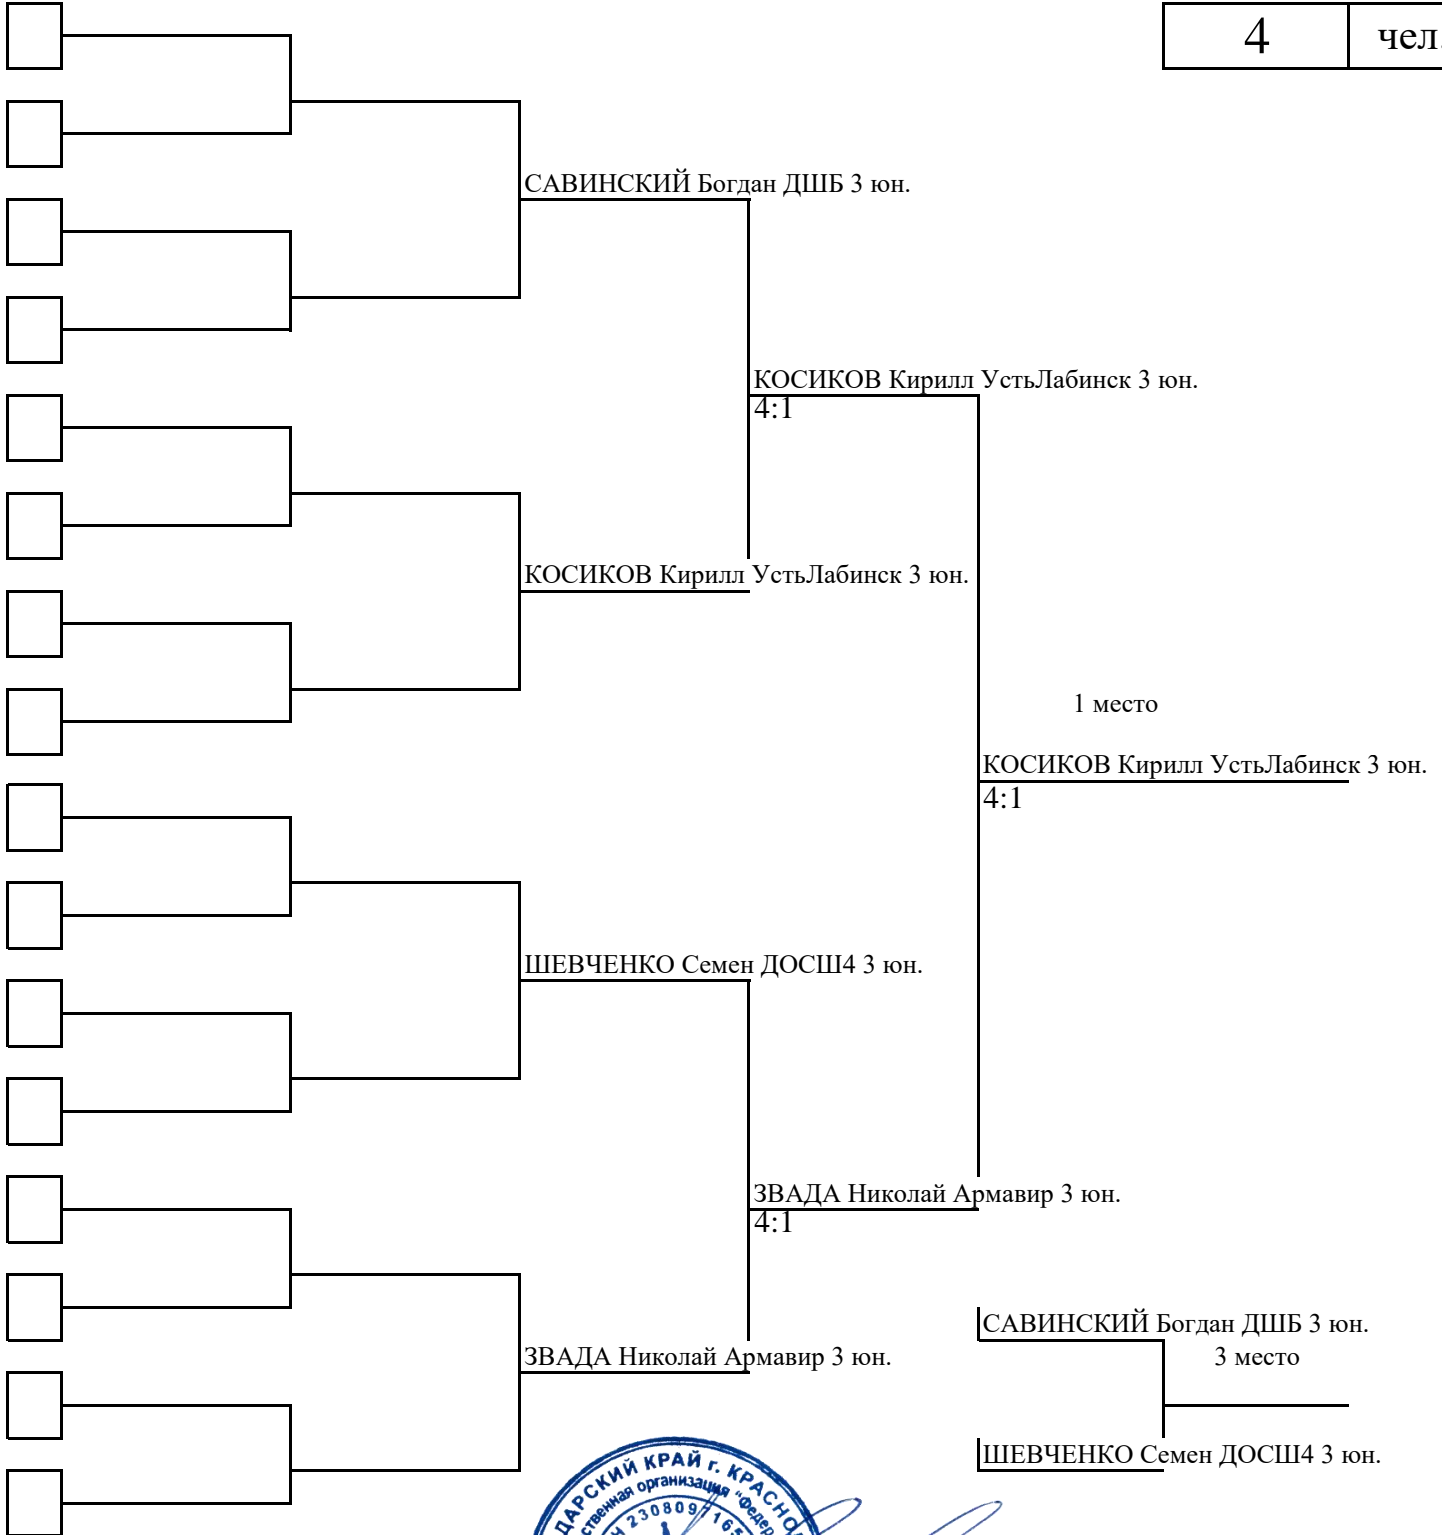 4 чел.
САВИНСКИЙ Богдан ДШБ 3 юн.
КОСИКОВ Кирилл УстьЛабинск 3 юн.
4:1
КОСИКОВ Кирилл УстьЛабинск 3 юн.
1 место
КОСИКОВ Кирилл УстьЛабинск 3 юн.
4:1
ШЕВЧЕНКО Семен ДОСШ4 3 юн.
ЗВАДА Николай Армавир 3 юн.
4:1
САВИНСКИЙ Богдан ДШБ 3 юн.
ЗВАДА Николай Армавир 3 юн.
3 место
ШЕВЧЕНКО Семен ДОСШ4 3 юн.
КРАЙ г.
организация